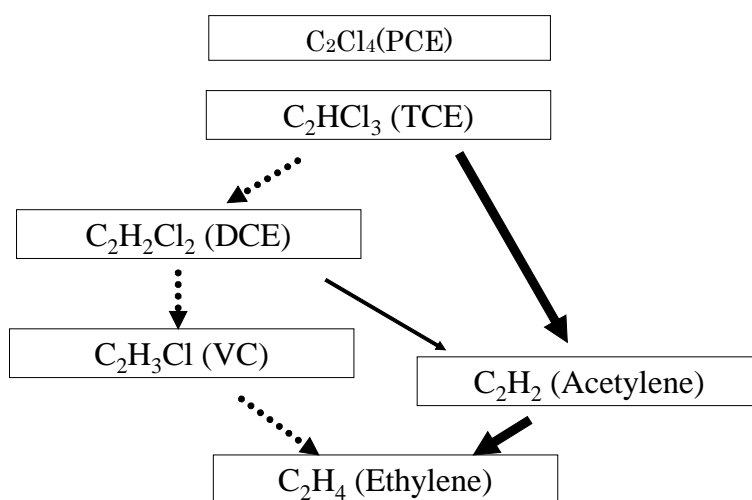 C₂Cl₄(PCE)
C₂HCl₃ (TCE)
C₂H₂Cl₂ (DCE)
C₂H₃Cl (VC)
C₂H₂ (Acetylene)
C₂H₄ (Ethylene)